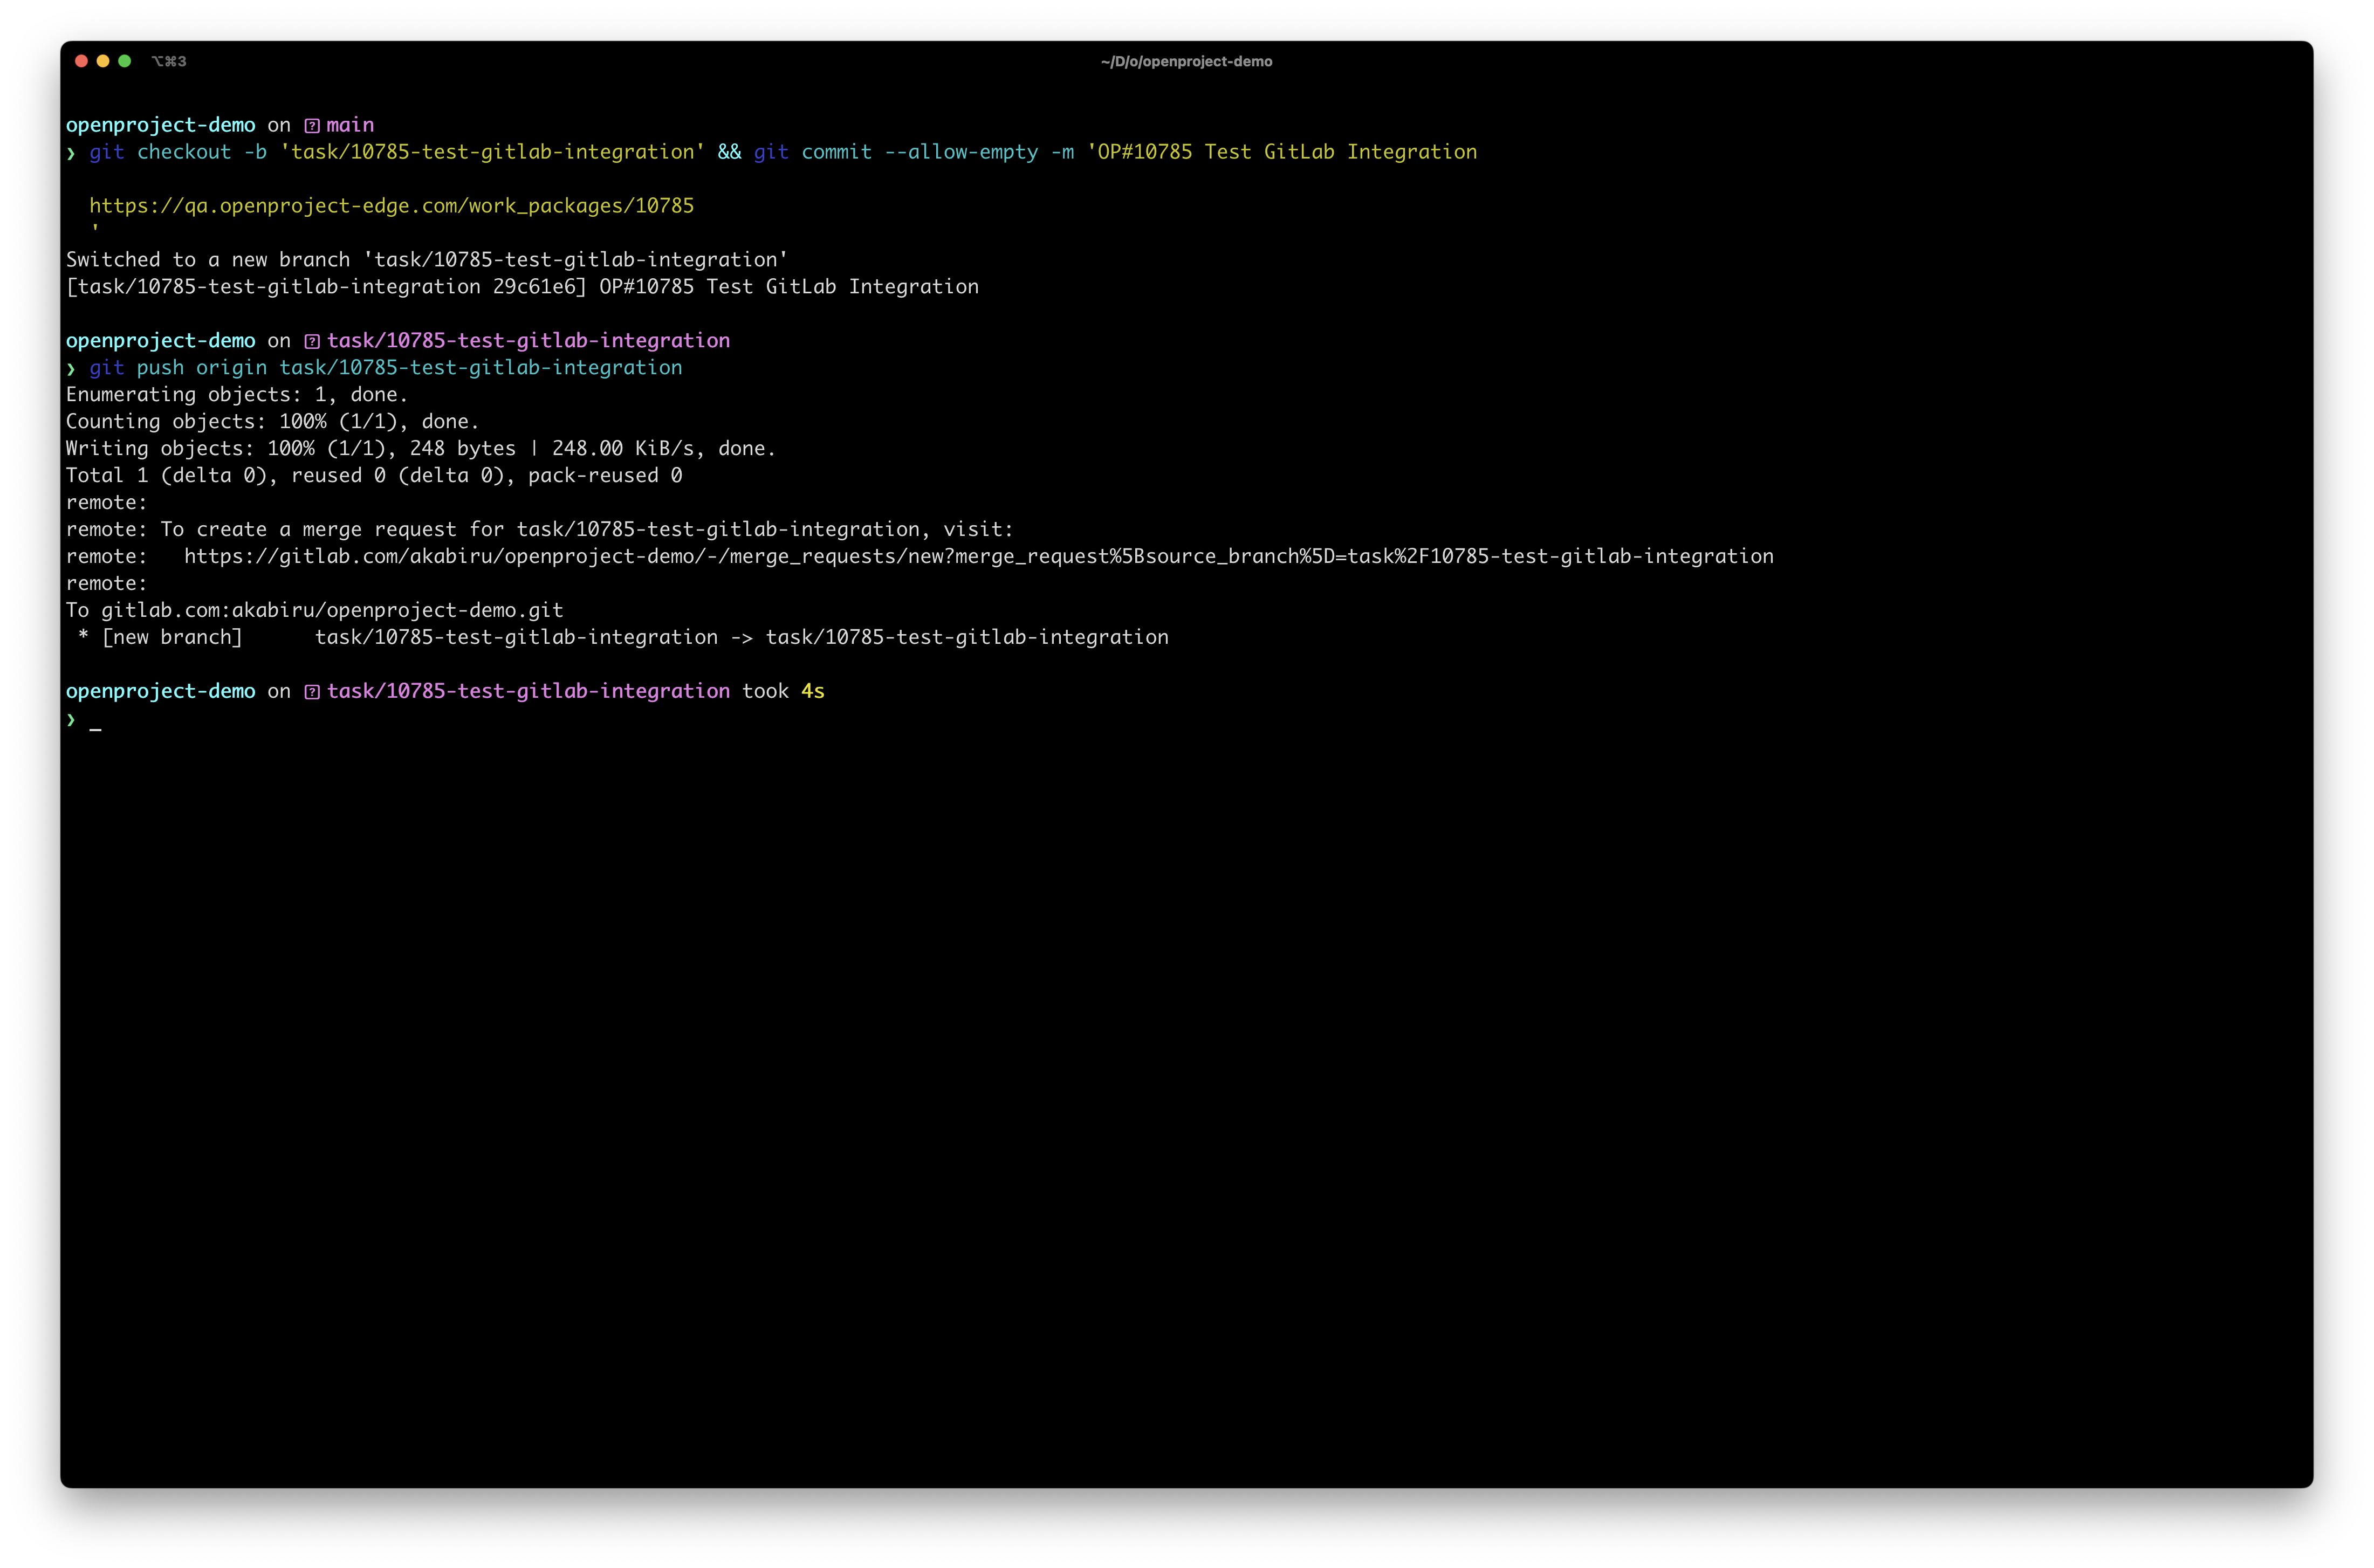 ⌥⌘3
~/D/o/openproject-demo
openproject-demo on main
❯ git checkout -b 'task/10785-test-gitlab-integration' && git commit --allow-empty -m 'OP#10785 Test GitLab Integration
https://qa.openproject-edge.com/work_packages/10785
'
Switched to a new branch 'task/10785-test-gitlab-integration'
[task/10785-test-gitlab-integration 29c61e6] OP#10785 Test GitLab Integration
openproject-demo on task/10785-test-gitlab-integration
❯ git push origin task/10785-test-gitlab-integration
Enumerating objects: 1, done.
Counting objects: 100% (1/1), done.
Writing objects: 100% (1/1), 248 bytes | 248.00 KiB/s, done.
Total 1 (delta 0), reused 0 (delta 0), pack-reused 0
remote:
remote: To create a merge request for task/10785-test-gitlab-integration, visit:
remote:   https://gitlab.com/akabiru/openproject-demo/-/merge_requests/new?merge_request%5Bsource_branch%5D=task%2F10785-test-gitlab-integration
remote:
To gitlab.com:akabiru/openproject-demo.git
 * [new branch]      task/10785-test-gitlab-integration -> task/10785-test-gitlab-integration
openproject-demo on task/10785-test-gitlab-integration took 4s
❯ _